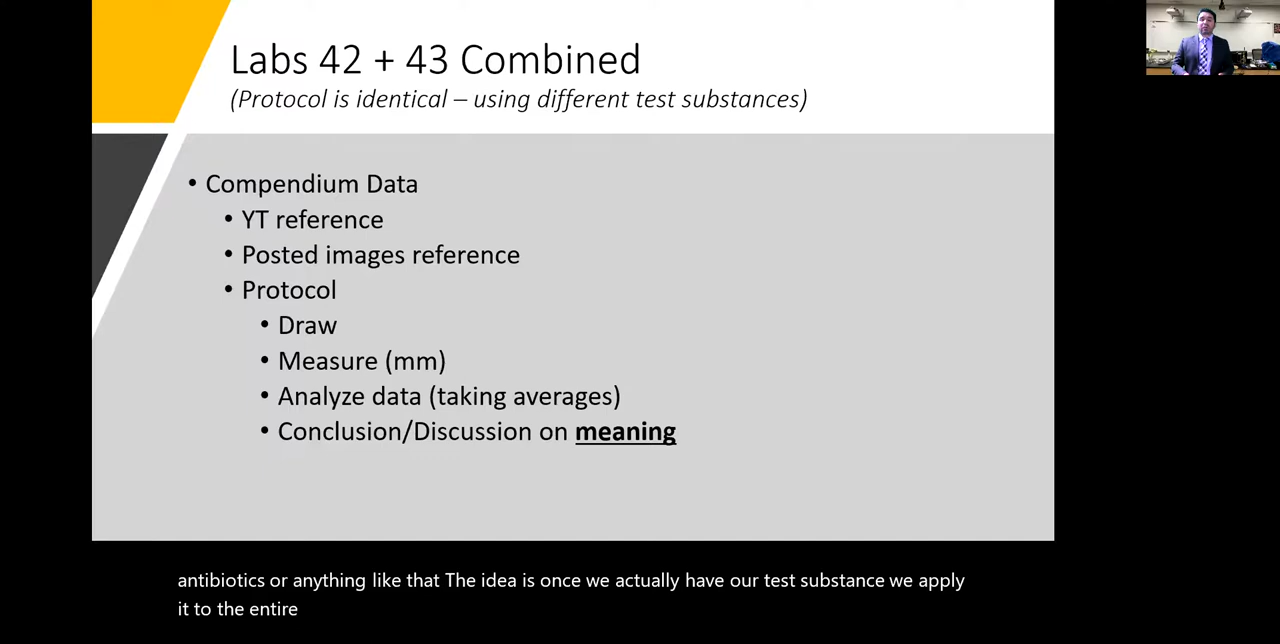 Labs 42 + 43 Combined
(Protocol is identical – using different test substances)
• Compendium Data
• YT reference
• Posted images reference
• Protocol
• Draw
• Measure (mm)
• Analyze data (taking averages)
• Conclusion/Discussion on meaning
antibiotics or anything like that The idea is once we actually have our test substance we apply
it to the entire